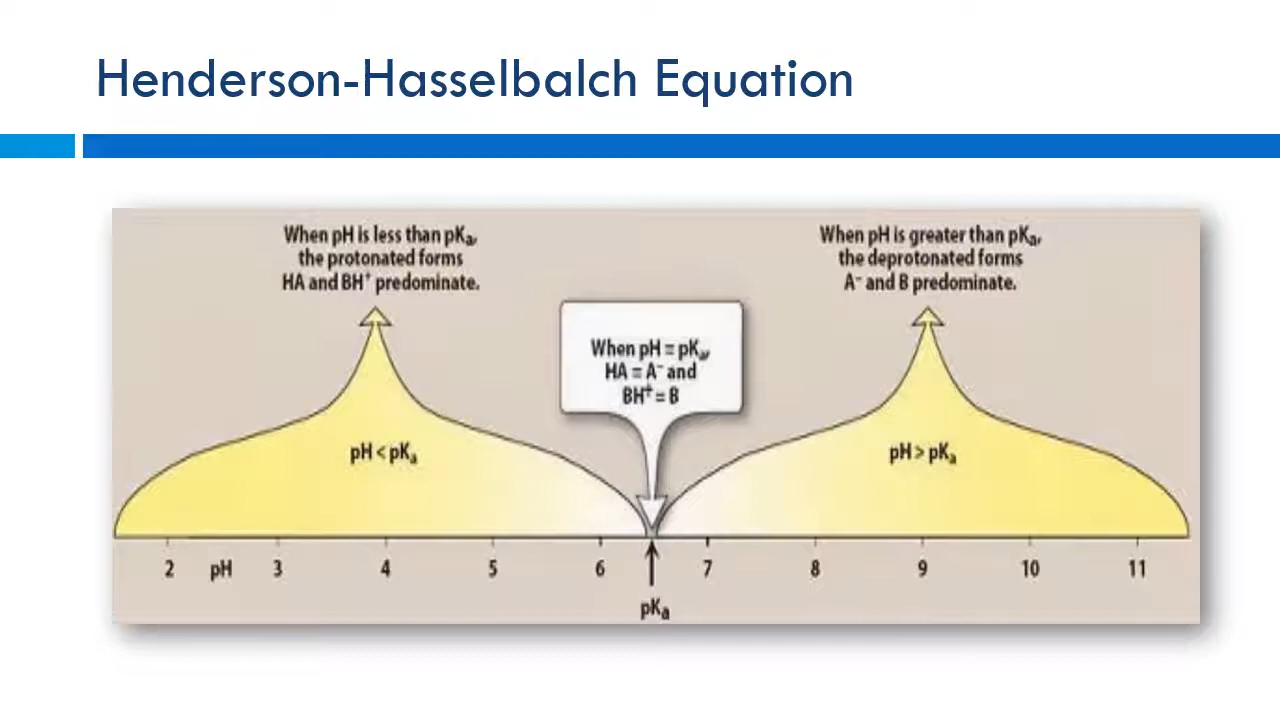 Henderson-Hasselbalch Equation
When pH is less than pKa,
the protonated forms
HA and BH⁺ predominate.
When pH is greater than pKa,
the deprotonated forms
A⁻ and B predominate.
When pH = pKa,
HA = A⁻ and
BH⁺ = B
pH < pKa
pH > pKa
2 pH 3 4 5 6 7 8 9 10 11
pKa